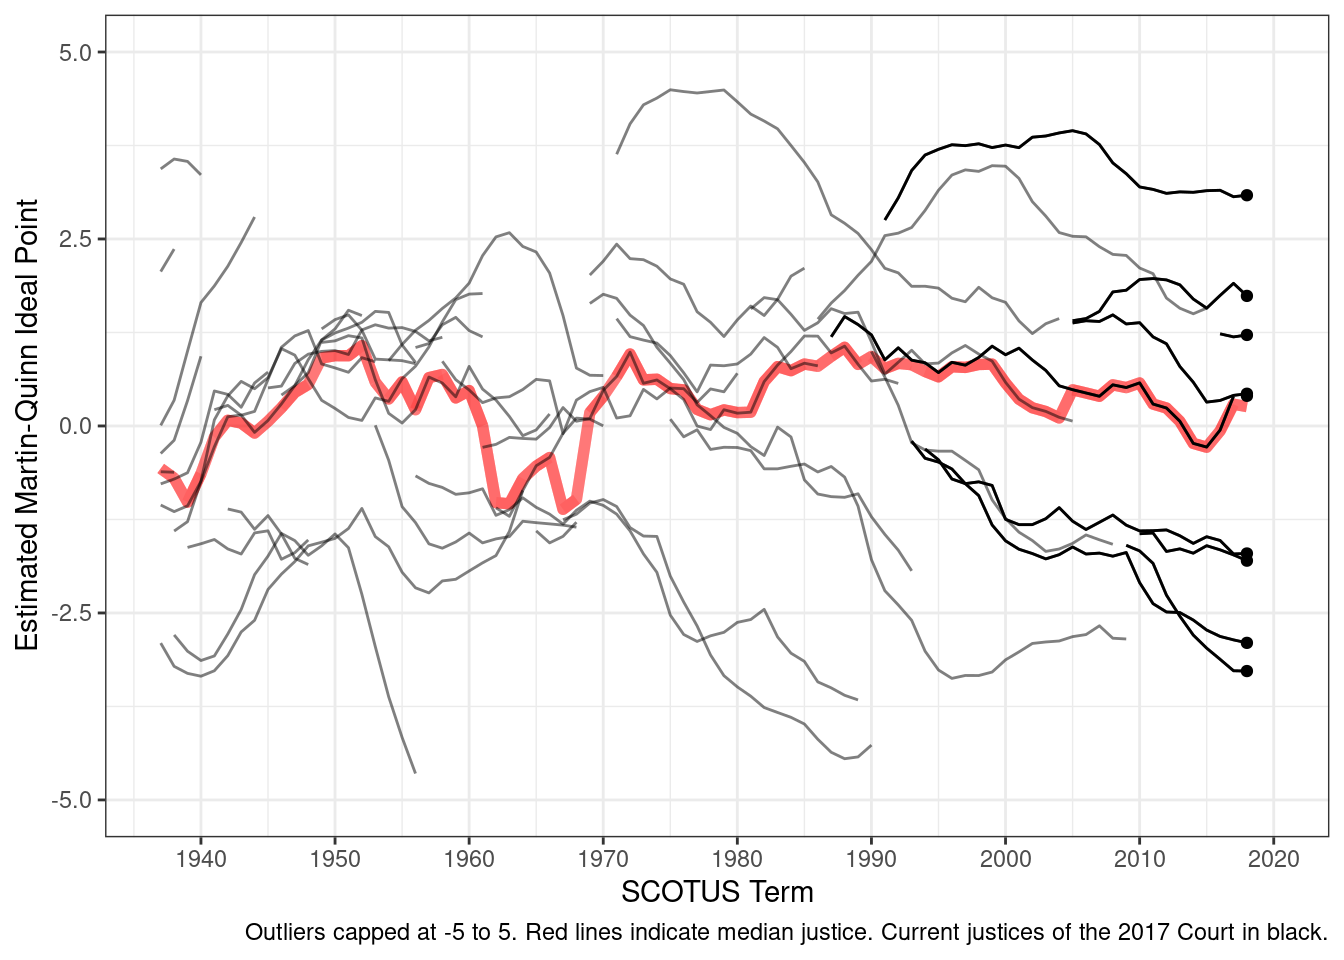 Estimated Martin-Quinn Ideal Point
5.0
2.5
0.0
-2.5
-5.0
1940 1950 1960 1970 1980 1990 2000 2010 2020
SCOTUS Term
Outliers capped at -5 to 5. Red lines indicate median justice. Current justices of the 2017 Court in black.